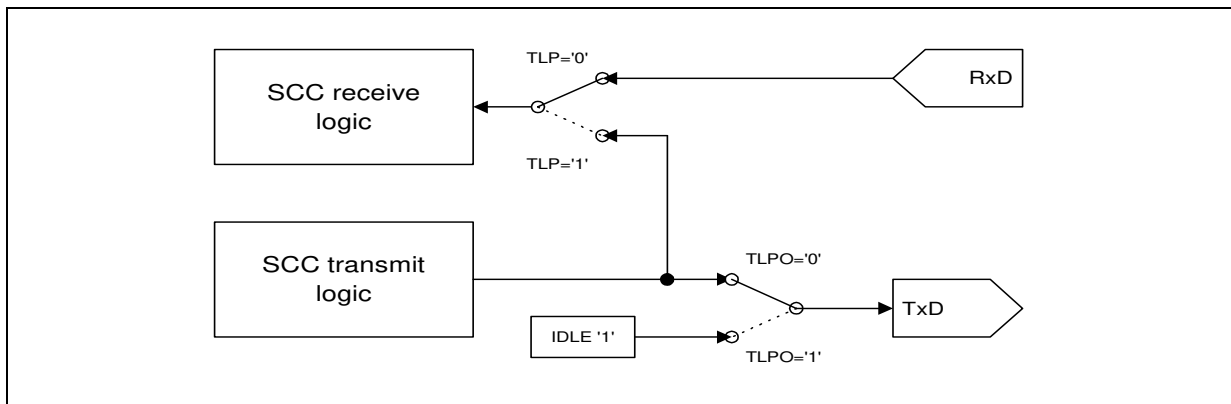 TLP='0'
SCC receive
logic
RxD
TLP='1'
SCC transmit
logic
TLPO='0'
TxD
IDLE '1'
TLPO='1'